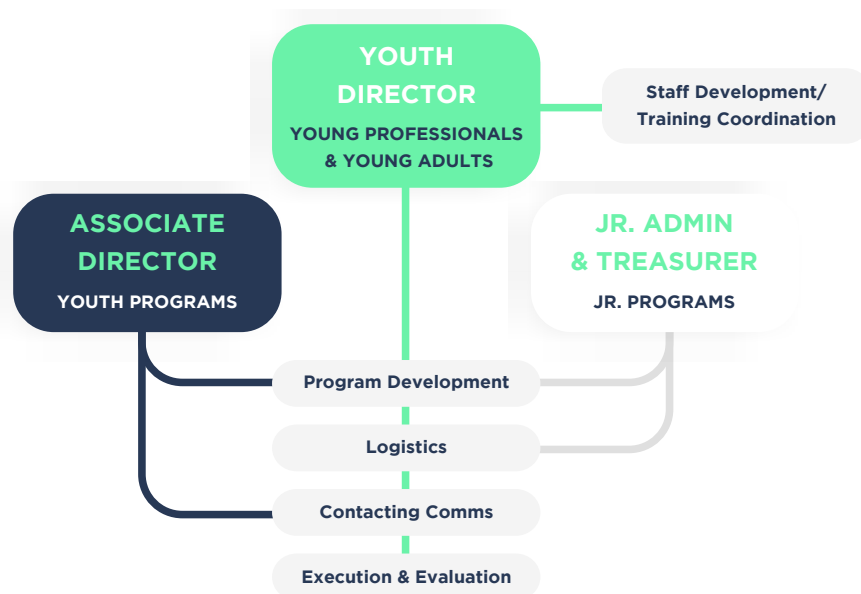 YOUTH
DIRECTOR
YOUNG PROFESSIONALS
& YOUNG ADULTS
Staff Development/
Training Coordination
ASSOCIATE
DIRECTOR
YOUTH PROGRAMS
JR. ADMIN
& TREASURER
JR. PROGRAMS
Program Development
Logistics
Contacting Comms
Execution & Evaluation